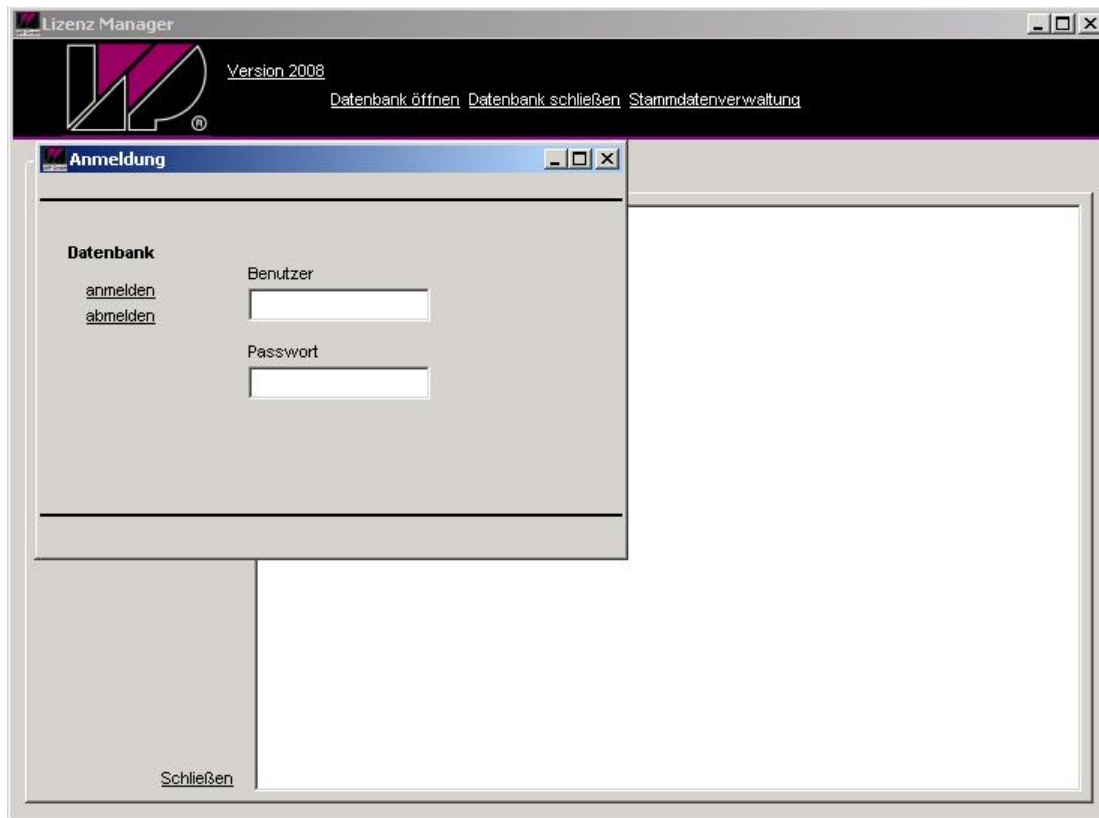 Lizenz Manager
Version 2008
Datenbank öffnen Datenbank schließen Stammdatenverwaltung
®
Anmeldung
Datenbank
anmelden
abmelden
Benutzer
Passwort
Schließen